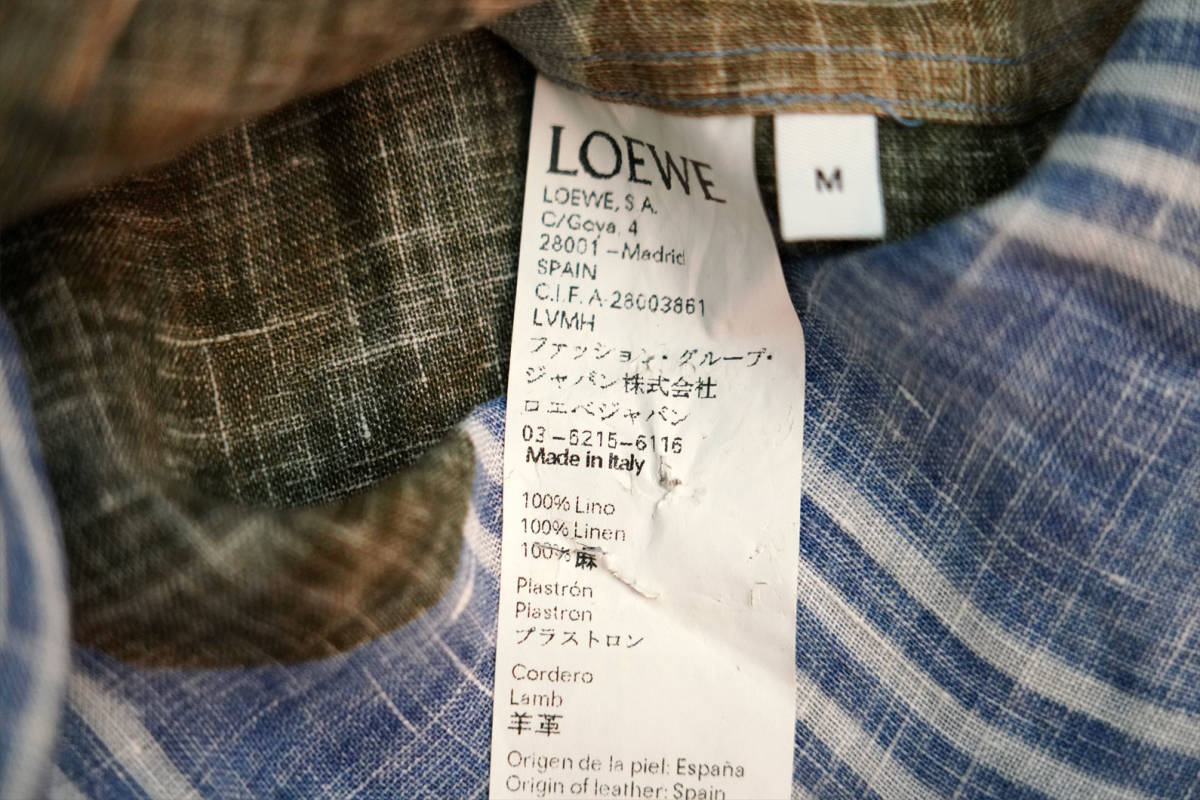 LOEWE
M
LOEWE, S A.
C/Goya, 4
28001 – Madrid
SPAIN
C.I.F. A-28003861
LVMH
ファッション・グループ・
ジャパン株式会社
ロエベジャパン
03–6215–6116
Made in Italy
100% Lino
100% Linen
100% 麻
Plastrón
Plastron
プラストロン
Cordero
Lamb
羊革
Origen de la piel: España
Origin of leather: Spain